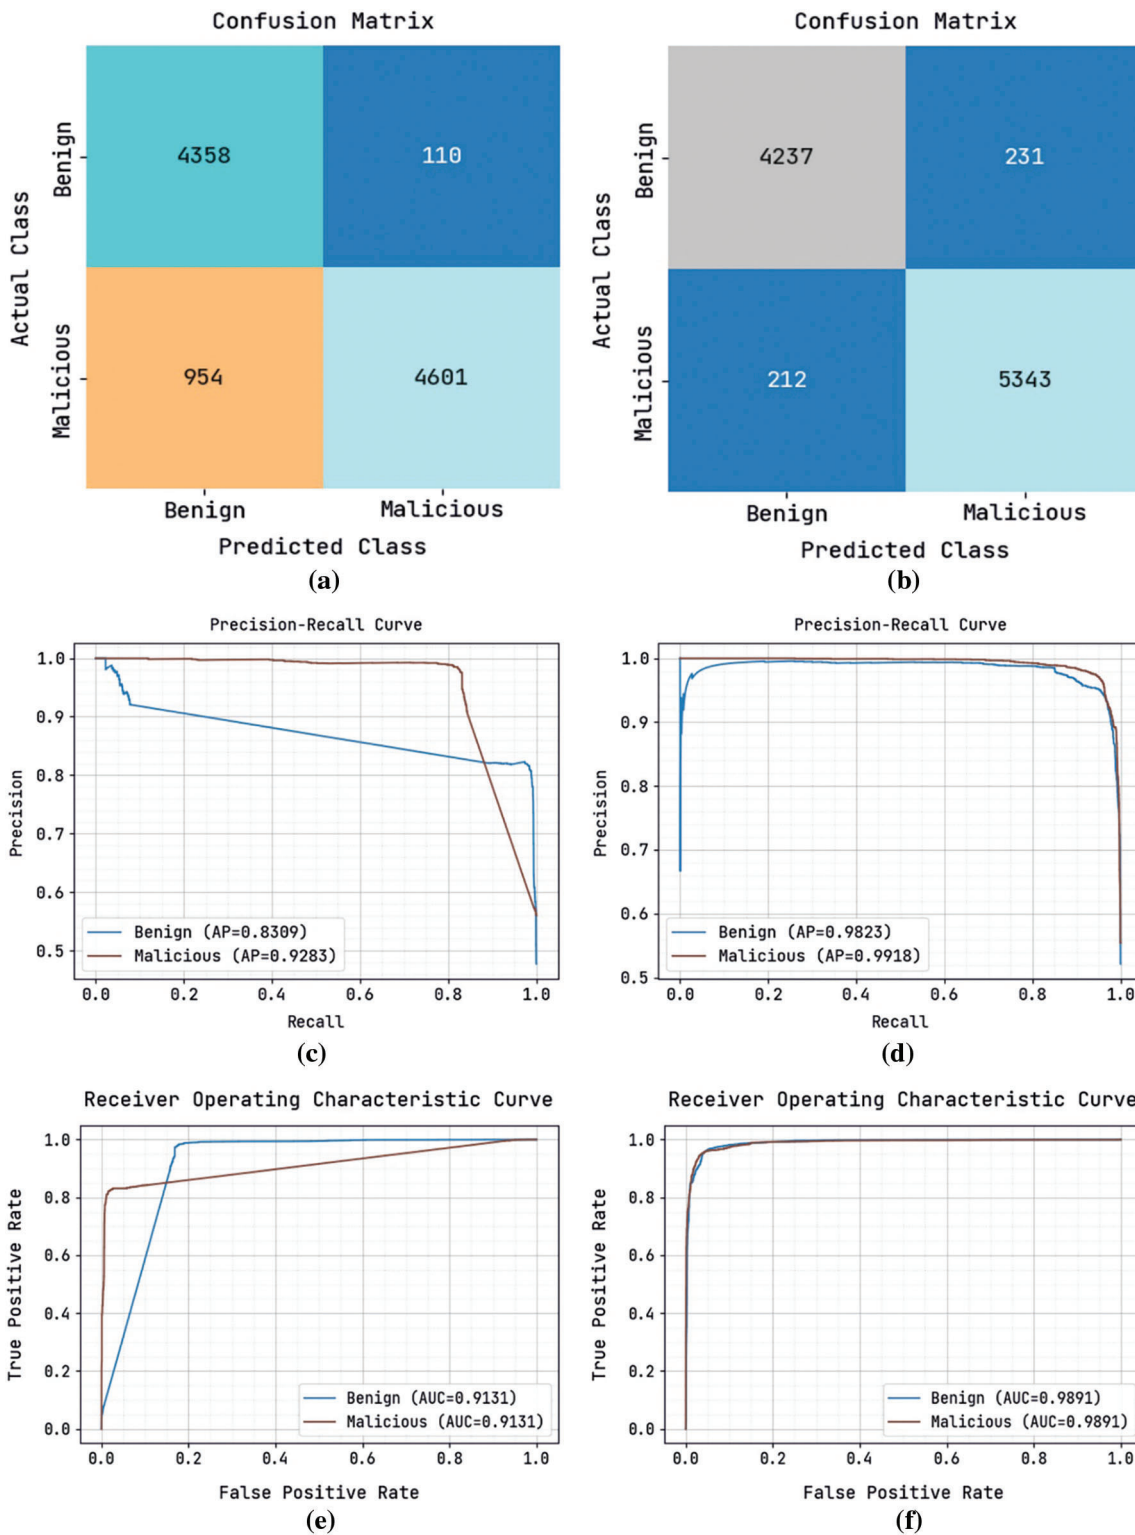 Confusion Matrix
4358
110
954
4601
Benign
Malicious
Actual Class
Benign
Malicious
Predicted Class
(a)
Confusion Matrix
4237
231
212
5343
Benign
Malicious
Actual Class
Benign
Malicious
Predicted Class
(b)
Precision-Recall Curve
1.0
0.9
0.8
0.7
0.6
0.5
Precision
Benign (AP=0.8309)
Malicious (AP=0.9283)
0.0 0.2 0.4 0.6 0.8 1.0
Recall
(c)
Precision-Recall Curve
1.0
0.9
0.8
0.7
0.6
0.5
Precision
Benign (AP=0.9823)
Malicious (AP=0.9918)
0.0 0.2 0.4 0.6 0.8 1.0
Recall
(d)
Receiver Operating Characteristic Curve
1.0
0.8
0.6
0.4
0.2
0.0
True Positive Rate
Benign (AUC=0.9131)
Malicious (AUC=0.9131)
0.0 0.2 0.4 0.6 0.8 1.0
False Positive Rate
(e)
Receiver Operating Characteristic Curve
1.0
0.8
0.6
0.4
0.2
0.0
True Positive Rate
Benign (AUC=0.9891)
Malicious (AUC=0.9891)
0.0 0.2 0.4 0.6 0.8 1.0
False Positive Rate
(f)